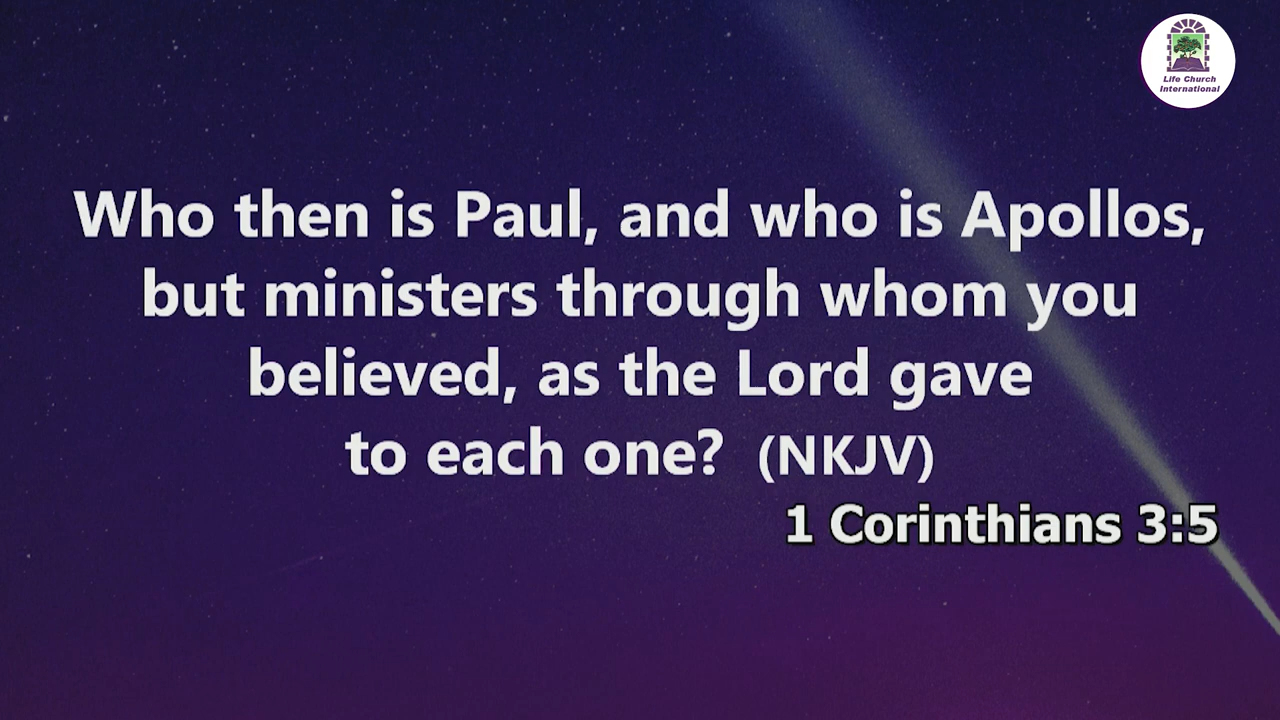 Life Church
International
Who then is Paul, and who is Apollos,
but ministers through whom you
believed, as the Lord gave
to each one? (NKJV)
1 Corinthians 3:5